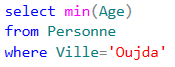 select min(Age)
from Personne
where Ville='Oujda'